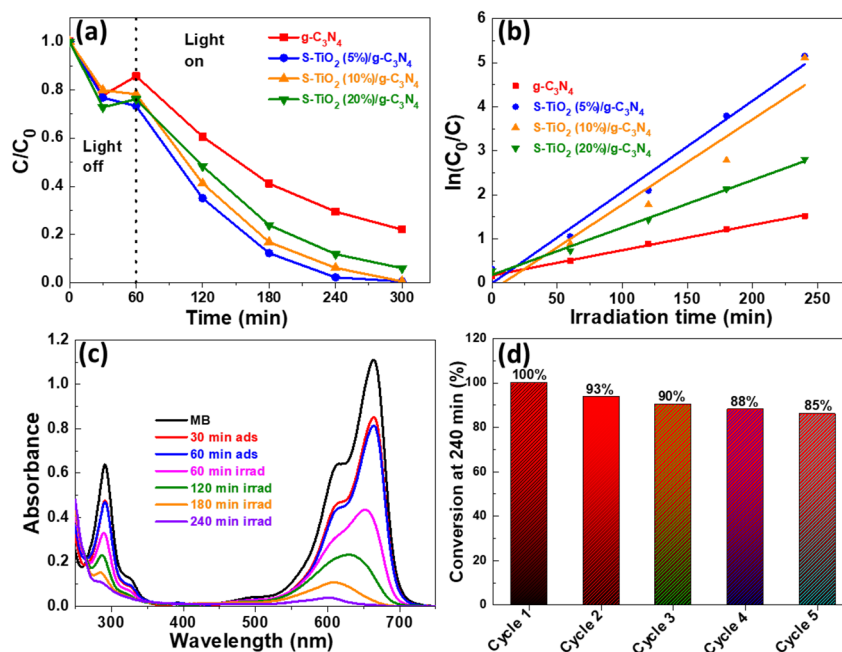 (a)
Light
on
Light
off
g-C₃N₄
S-TiO₂ (5%)/g-C₃N₄
S-TiO₂ (10%)/g-C₃N₄
S-TiO₂ (20%)/g-C₃N₄
C/C₀
1.0
0.8
0.6
0.4
0.2
0.0
0 60 120 180 240 300
Time (min)
(b)
g-C₃N₄
S-TiO₂ (5%)/g-C₃N₄
S-TiO₂ (10%)/g-C₃N₄
S-TiO₂ (20%)/g-C₃N₄
ln(C₀/C)
6
5
4
3
2
1
0
0 50 100 150 200 250
Irradiation time (min)
(c)
MB
30 min ads
60 min ads
60 min irrad
120 min irrad
180 min irrad
240 min irrad
Absorbance
1.2
1.0
0.8
0.6
0.4
0.2
0.0
300 400 500 600 700
Wavelength (nm)
(d)
Conversion at 240 min (%)
120
100
80
60
40
20
0
100%
93%
90%
88%
85%
Cycle 1
Cycle 2
Cycle 3
Cycle 4
Cycle 5